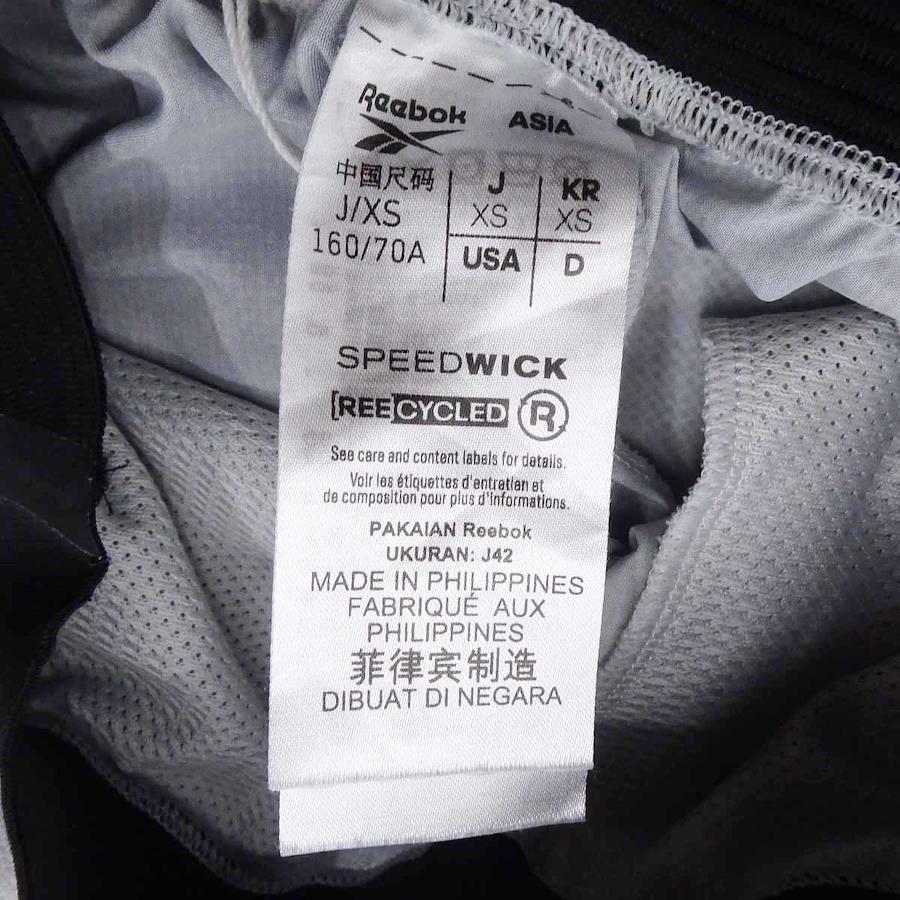 Reebok ASIA
中国尺码 J KR
J/XS XS XS
160/70A USA D
SPEEDWICK
[REECYCLED R
See care and content labels for details.
Voir les étiquettes d'entretien et
de composition pour plus d'informations.
PAKAIAN Reebok
UKURAN: J42
MADE IN PHILIPPINES
FABRIQUÉ AUX
PHILIPPINES
菲律宾制造
DIBUAT DI NEGARA